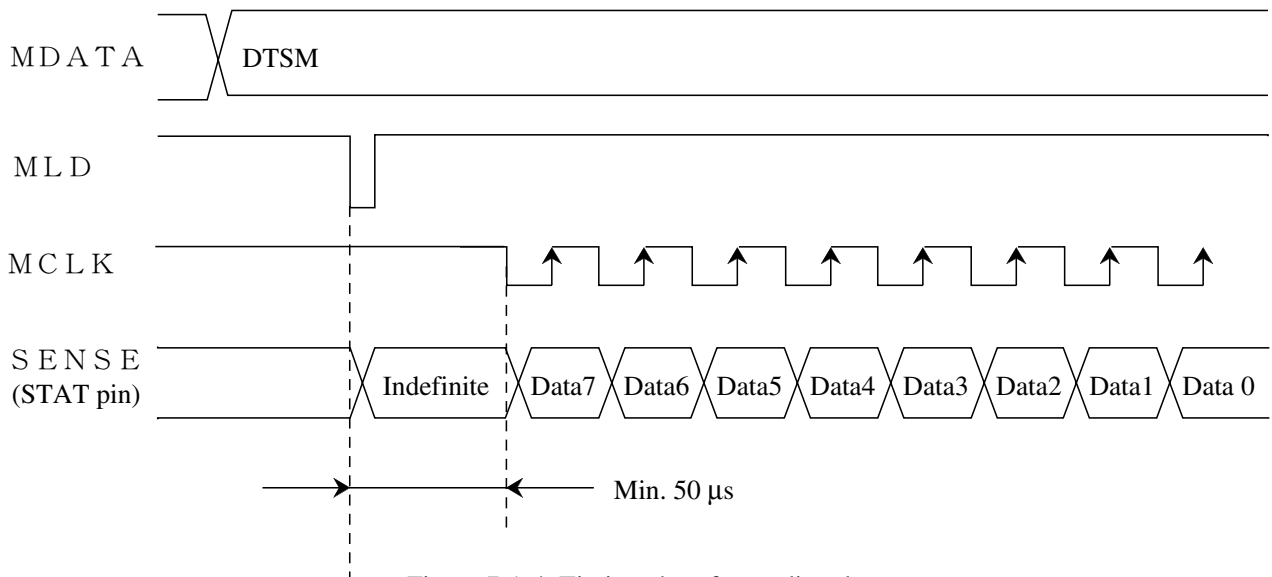 MDATA
DTSM
MLD
MCLK
SENSE
(STAT pin)
Indefinite
Data7
Data6
Data5
Data4
Data3
Data2
Data1
Data 0
Min. 50 μs